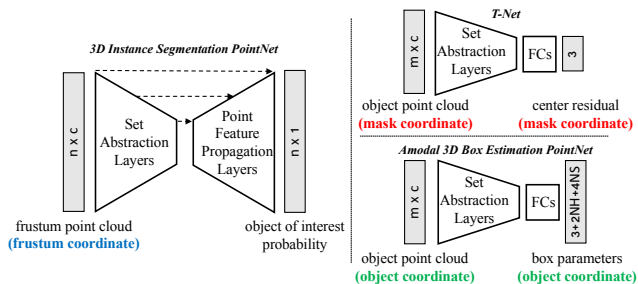 3D Instance Segmentation PointNet
n x c
Set
Abstraction
Layers
Point
Feature
Propagation
Layers
n x 1
frustum point cloud
(frustum coordinate)
object of interest
probability
T-Net
m x c
Set
Abstraction
Layers
FCs
3
object point cloud
(mask coordinate)
center residual
(mask coordinate)
Amodal 3D Box Estimation PointNet
m x c
Set
Abstraction
Layers
FCs
3+2NH+4NS
object point cloud
(object coordinate)
box parameters
(object coordinate)